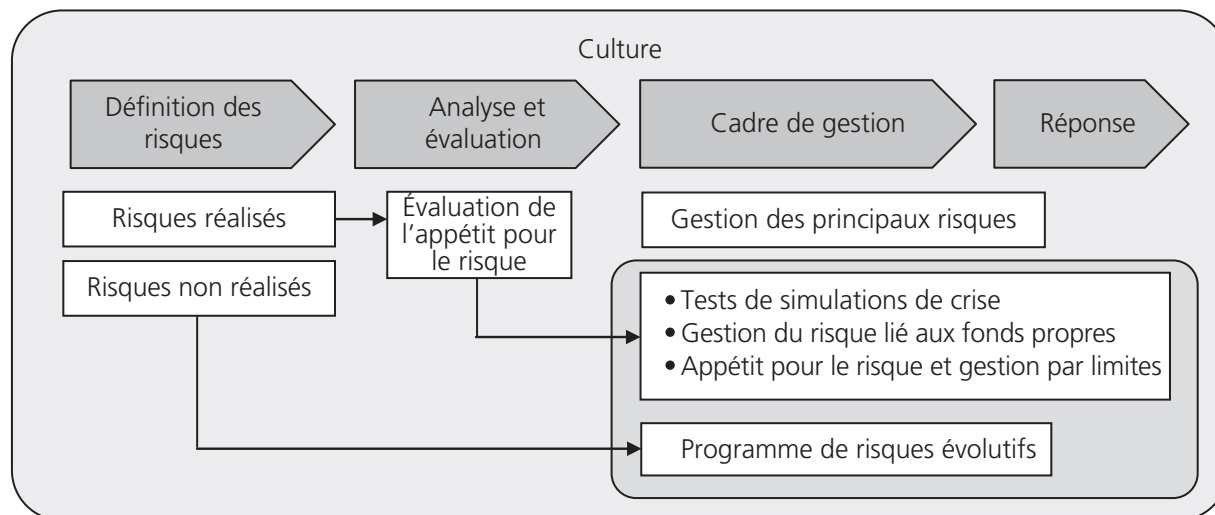 Culture
Définition des
risques
Analyse et
évaluation
Cadre de gestion
Réponse
Risques réalisés
Évaluation de
l'appétit pour
le risque
Gestion des principaux risques
Risques non réalisés
• Tests de simulations de crise
• Gestion du risque lié aux fonds propres
• Appétit pour le risque et gestion par limites
Programme de risques évolutifs